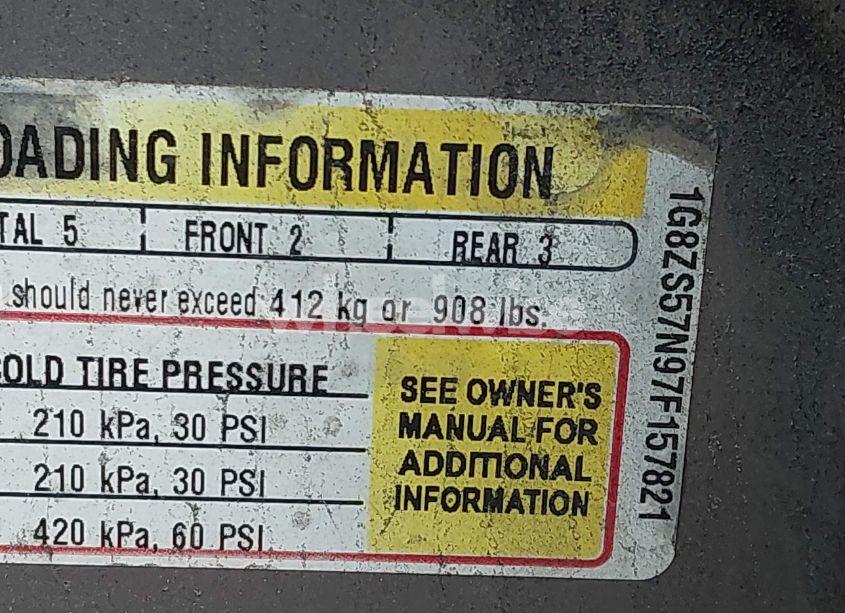 OADING INFORMATION
TAL 5 FRONT 2 REAR 3
should never exceed 412 kg or 908 lbs.
COLD TIRE PRESSURE
210 kPa, 30 PSI
210 kPa, 30 PSI
420 kPa, 60 PSI
SEE OWNER'S
MANUAL FOR
ADDITIONAL
INFORMATION
1G8ZS57N97F157821